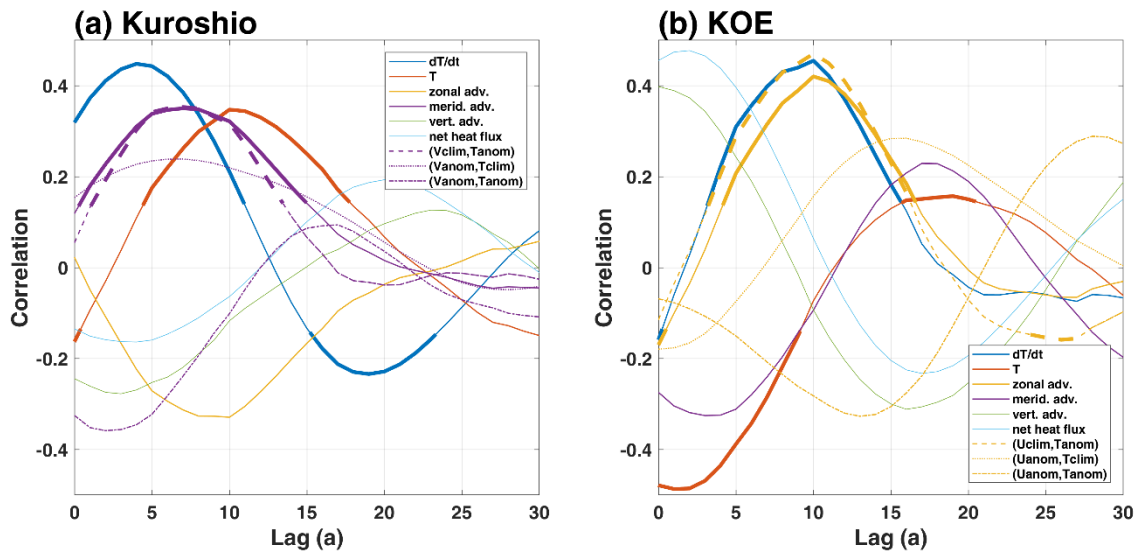 (a) Kuroshio
Correlation
0.4
0.2
0
-0.2
-0.4
0
5
10
15
20
25
30
Lag (a)
dT/dt
T
zonal adv.
merid. adv.
vert. adv.
net heat flux
(Vclim,Tanom)
(Vanom,Tclim)
(Vanom,Tanom)
(b) KOE
Correlation
0.4
0.2
0
-0.2
-0.4
0
5
10
15
20
25
30
Lag (a)
dT/dt
T
zonal adv.
merid. adv.
vert. adv.
net heat flux
(Uclim,Tanom)
(Uanom,Tclim)
(Uanom,Tanom)